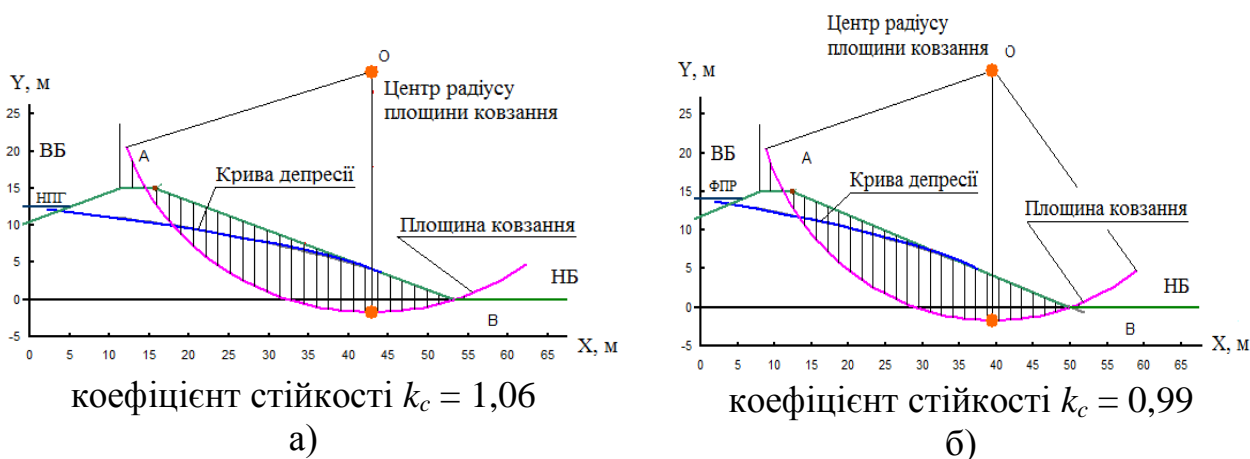 Y, м
25
20
15
10
5
0
-5
ВБ
НПГ
A
O
Центр радіусу
площини ковзання
Крива депресії
Площина ковзання
НБ
B
0 5 10 15 20 25 30 35 40 45 50 55 60 65
X, м
коефіцієнт стійкості k_c = 1,06
а)
Центр радіусу
площини ковзання
O
Y, м
25
20
15
10
5
0
-5
ВБ
ФПР
A
Крива депресії
Площина ковзання
НБ
B
0 5 10 15 20 25 30 35 40 45 50 55 60 65
X, м
коефіцієнт стійкості k_c = 0,99
б)